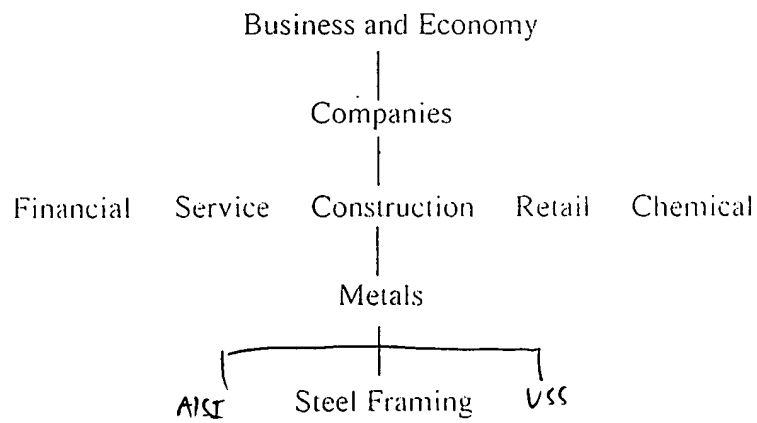 Business and Economy
Companies
Financial Service Construction Retail Chemical
Metals
AISI Steel Framing USS